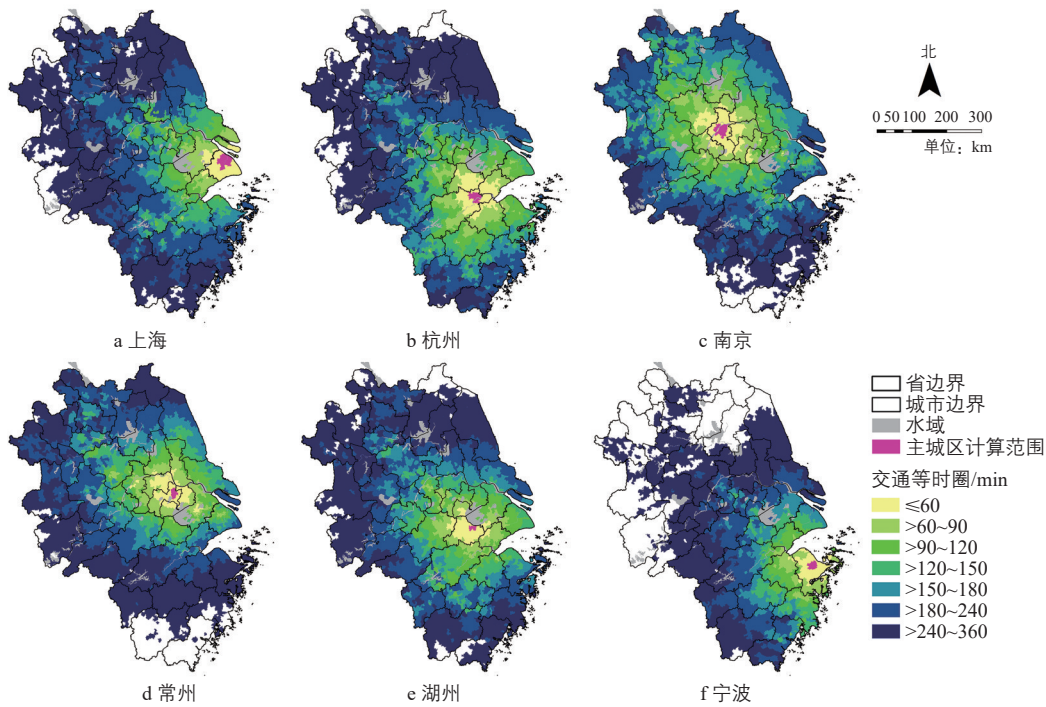 北
0 50 100 200 300
单位：km
a 上海
b 杭州
c 南京
省边界
城市边界
水域
主城区计算范围
交通等时圈/min
≤60
>60~90
>90~120
>120~150
>150~180
>180~240
>240~360
d 常州
e 湖州
f 宁波